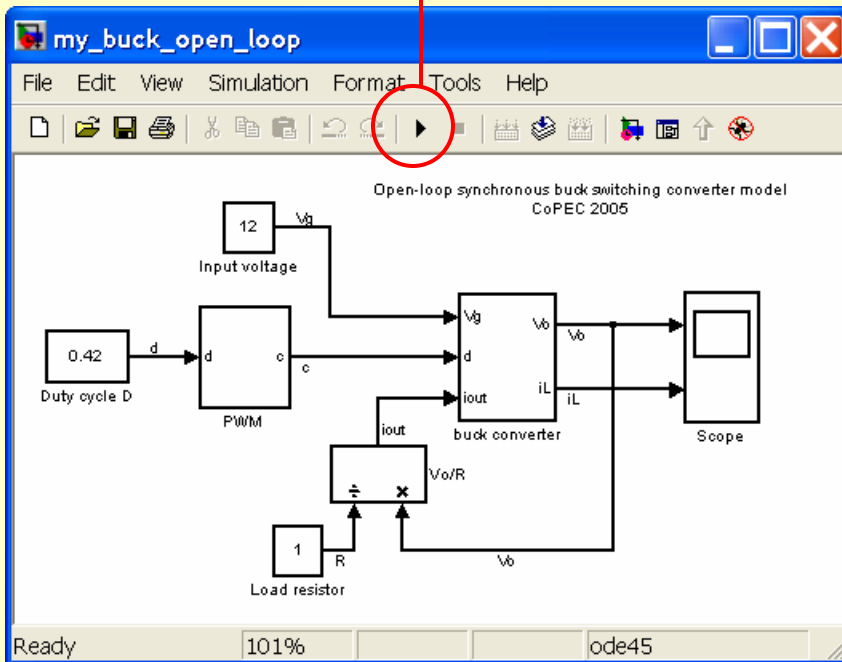 my_buck_open_loop
File Edit View Simulation Format Tools Help
Open-loop synchronous buck switching converter model
CoPEC 2005
12
Vg
Input voltage
0.42
d
Duty cycle D
d c
PWM
c
Vg
d
iout
Vo
iL
buck converter
Vo
iL
Scope
iout
÷ ×
Vo/R
1
R
Load resistor
Vo
Ready 101% ode45